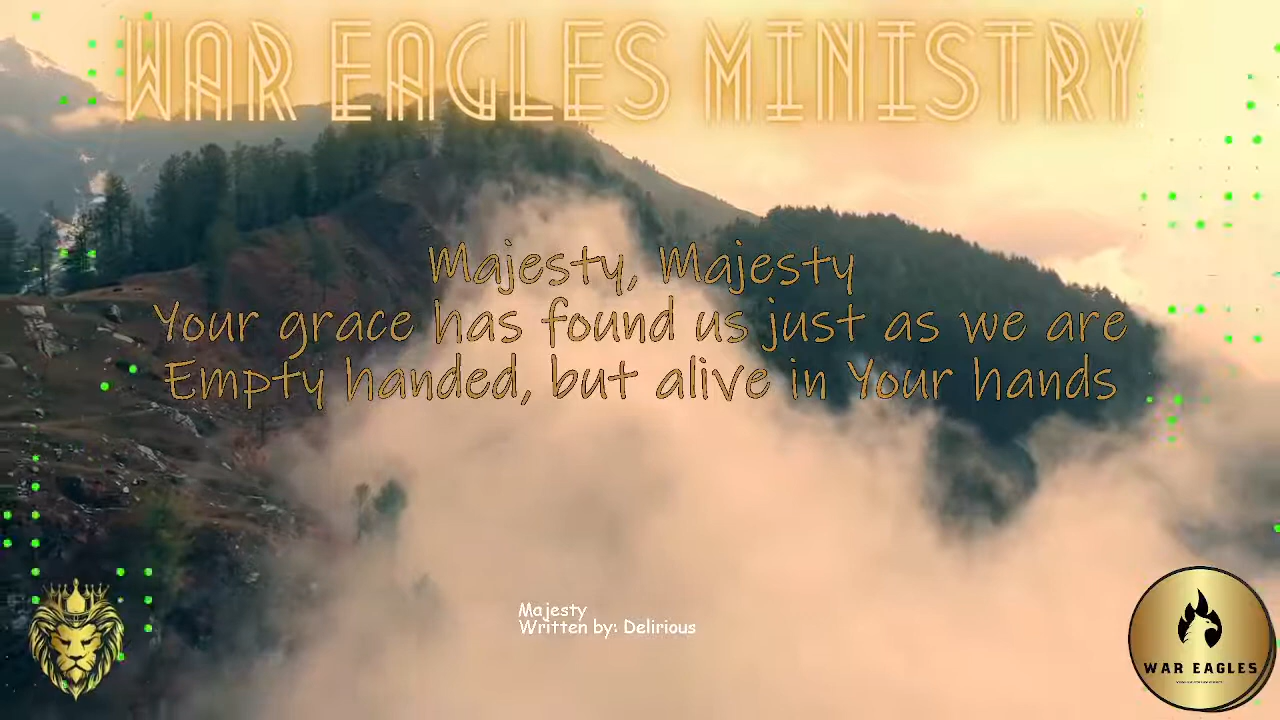 WAR EAGLES MINISTRY
Majesty, Majesty
Your grace has found us just as we are
Empty handed, but alive in Your hands
Majesty
Written by: Delirious
WAR EAGLES